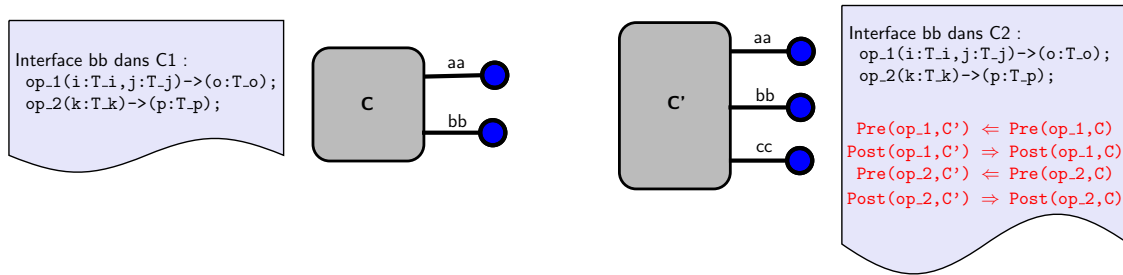 Interface bb dans C1 :
op_1(i:T_i,j:T_j)->(o:T_o);
op_2(k:T_k)->(p:T_p);
C
aa
bb
C'
aa
bb
cc
Interface bb dans C2 :
op_1(i:T_i,j:T_j)->(o:T_o);
op_2(k:T_k)->(p:T_p);
Pre(op_1,C') ⇐ Pre(op_1,C)
Post(op_1,C') ⇒ Post(op_1,C)
Pre(op_2,C') ⇐ Pre(op_2,C)
Post(op_2,C') ⇒ Post(op_2,C)